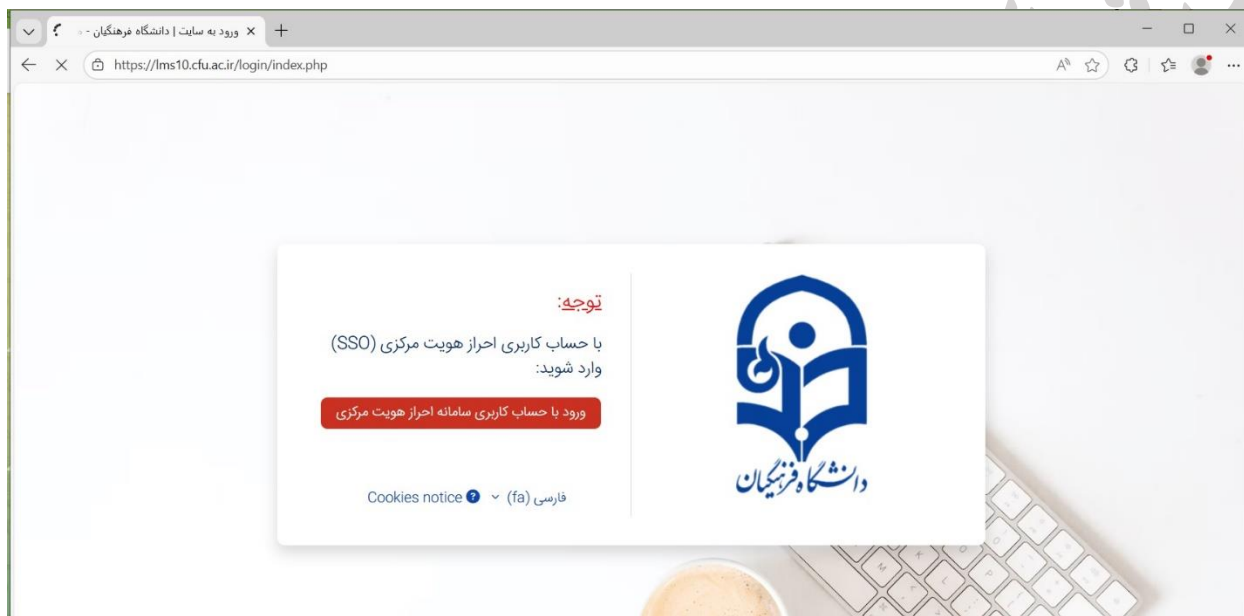 ورود به سایت | دانشگاه فرهنگیان -
https://lms10.cfu.ac.ir/login/index.php
توجه:
با حساب کاربری احراز هویت مرکزی (SSO)
وارد شوید:
ورود با حساب کاربری سامانه احراز هویت مرکزی
فارسی (fa)
Cookies notice
دانشگاه فرهنگیان